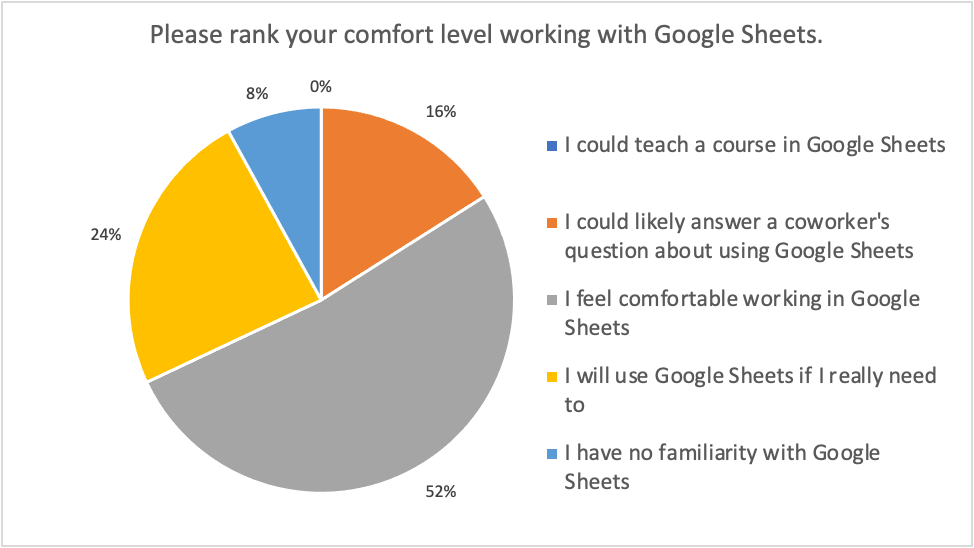 Please rank your comfort level working with Google Sheets.
0%
8%
16%
24%
52%
I could teach a course in Google Sheets
I could likely answer a coworker's
question about using Google Sheets
I feel comfortable working in Google
Sheets
I will use Google Sheets if I really need
to
I have no familiarity with Google
Sheets